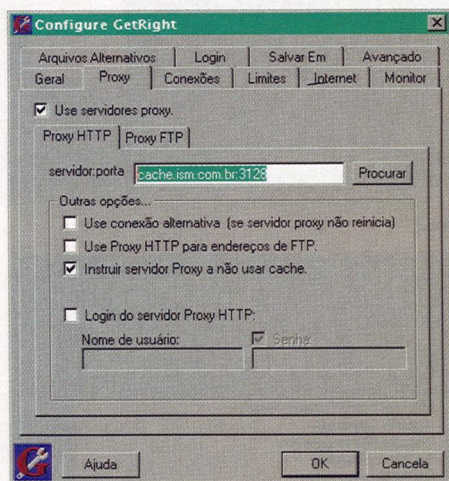 Configure GetRight
Arquivos Alternativos Login Salvar Em Avançado
Geral Proxy Conexões Limites Internet Monitor
Use servidores proxy.
Proxy HTTP Proxy FTP
servidor:porta cache.ism.com.br:3128 Procurar
Outras opções...
Use conexão alternativa (se servidor proxy não reinicia)
Use Proxy HTTP para endereços de FTP.
Instruir servidor Proxy a não usar cache.
Login do servidor Proxy HTTP:
Nome de usuário: Senha:
Ajuda OK Cancela